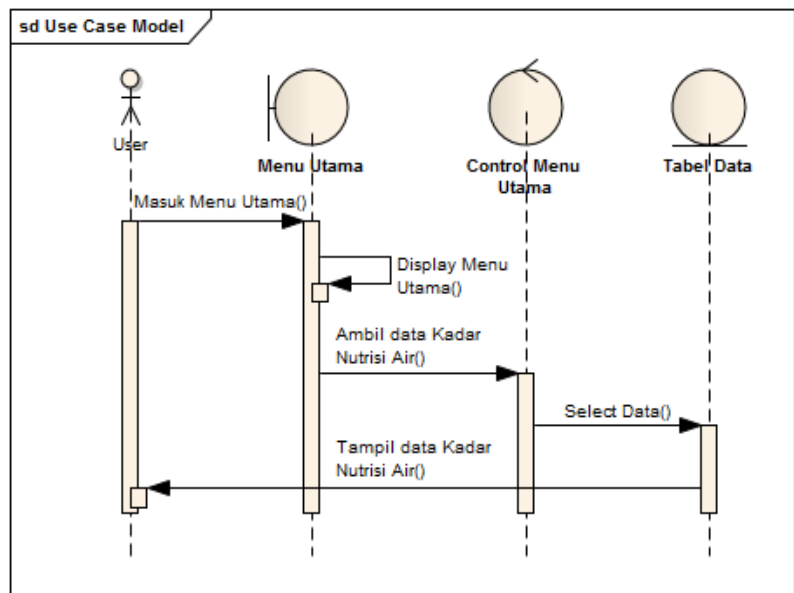 sd Use Case Model
User
Menu Utama
Control Menu
Utama
Tabel Data
Masuk Menu Utama()
Display Menu
Utama()
Ambil data Kadar
Nutrisi Air()
Select Data()
Tampil data Kadar
Nutrisi Air()